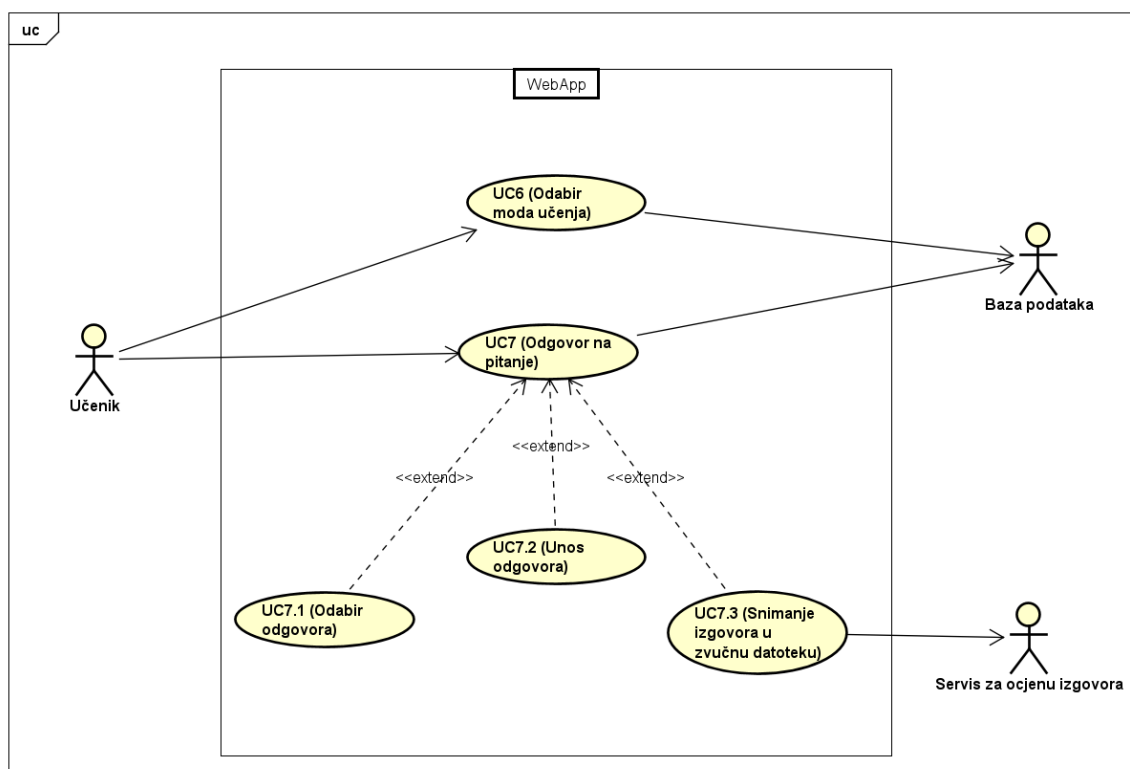 uc
WebApp
UC6 (Odabir
moda učenja)
Baza podataka
UC7 (Odgovor na
pitanje)
Učenik
<<extend>>
<<extend>>
<<extend>>
UC7.2 (Unos
odgovora)
UC7.1 (Odabir
odgovora)
UC7.3 (Snimanje
izgovora u
zvučnu datoteku)
Servis za ocjenu izgovora